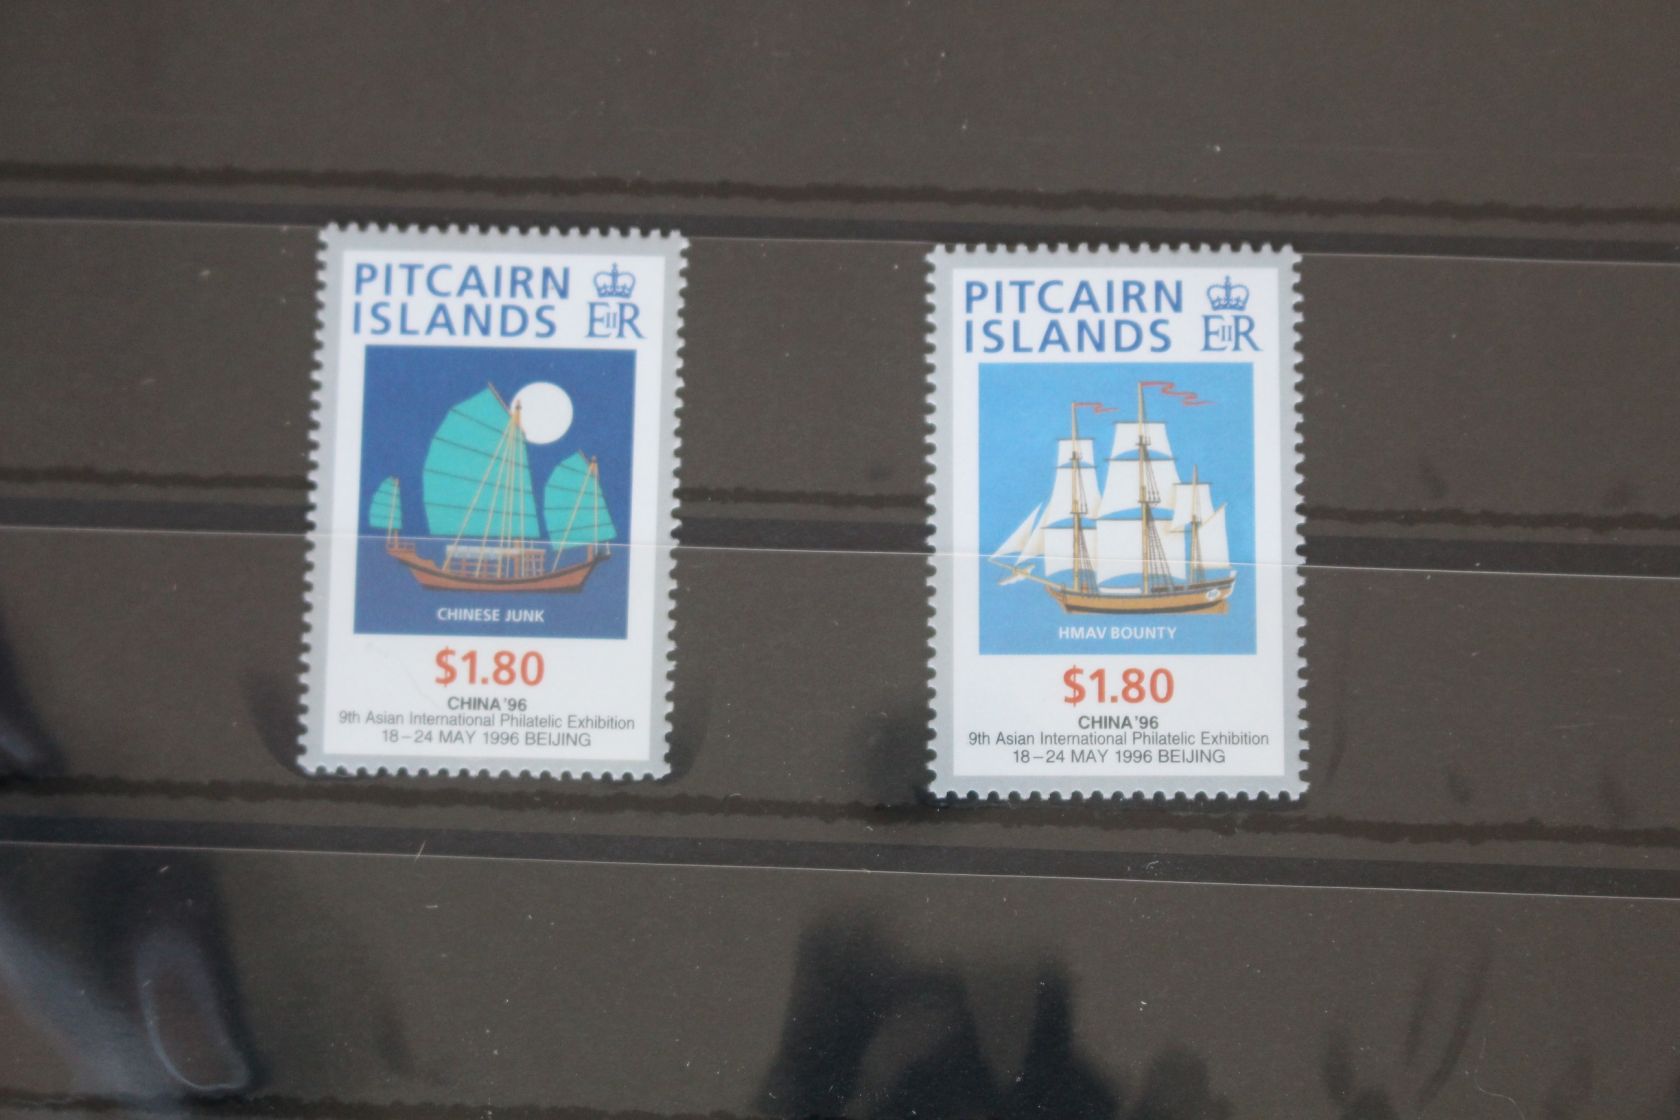 PITCAIRN
ISLANDS
EIIR
CHINESE JUNK
$1.80
CHINA '96
9th Asian International Philatelic Exhibition
18–24 MAY 1996 BEIJING
PITCAIRN
ISLANDS
EIIR
HMAV BOUNTY
$1.80
CHINA '96
9th Asian International Philatelic Exhibition
18–24 MAY 1996 BEIJING